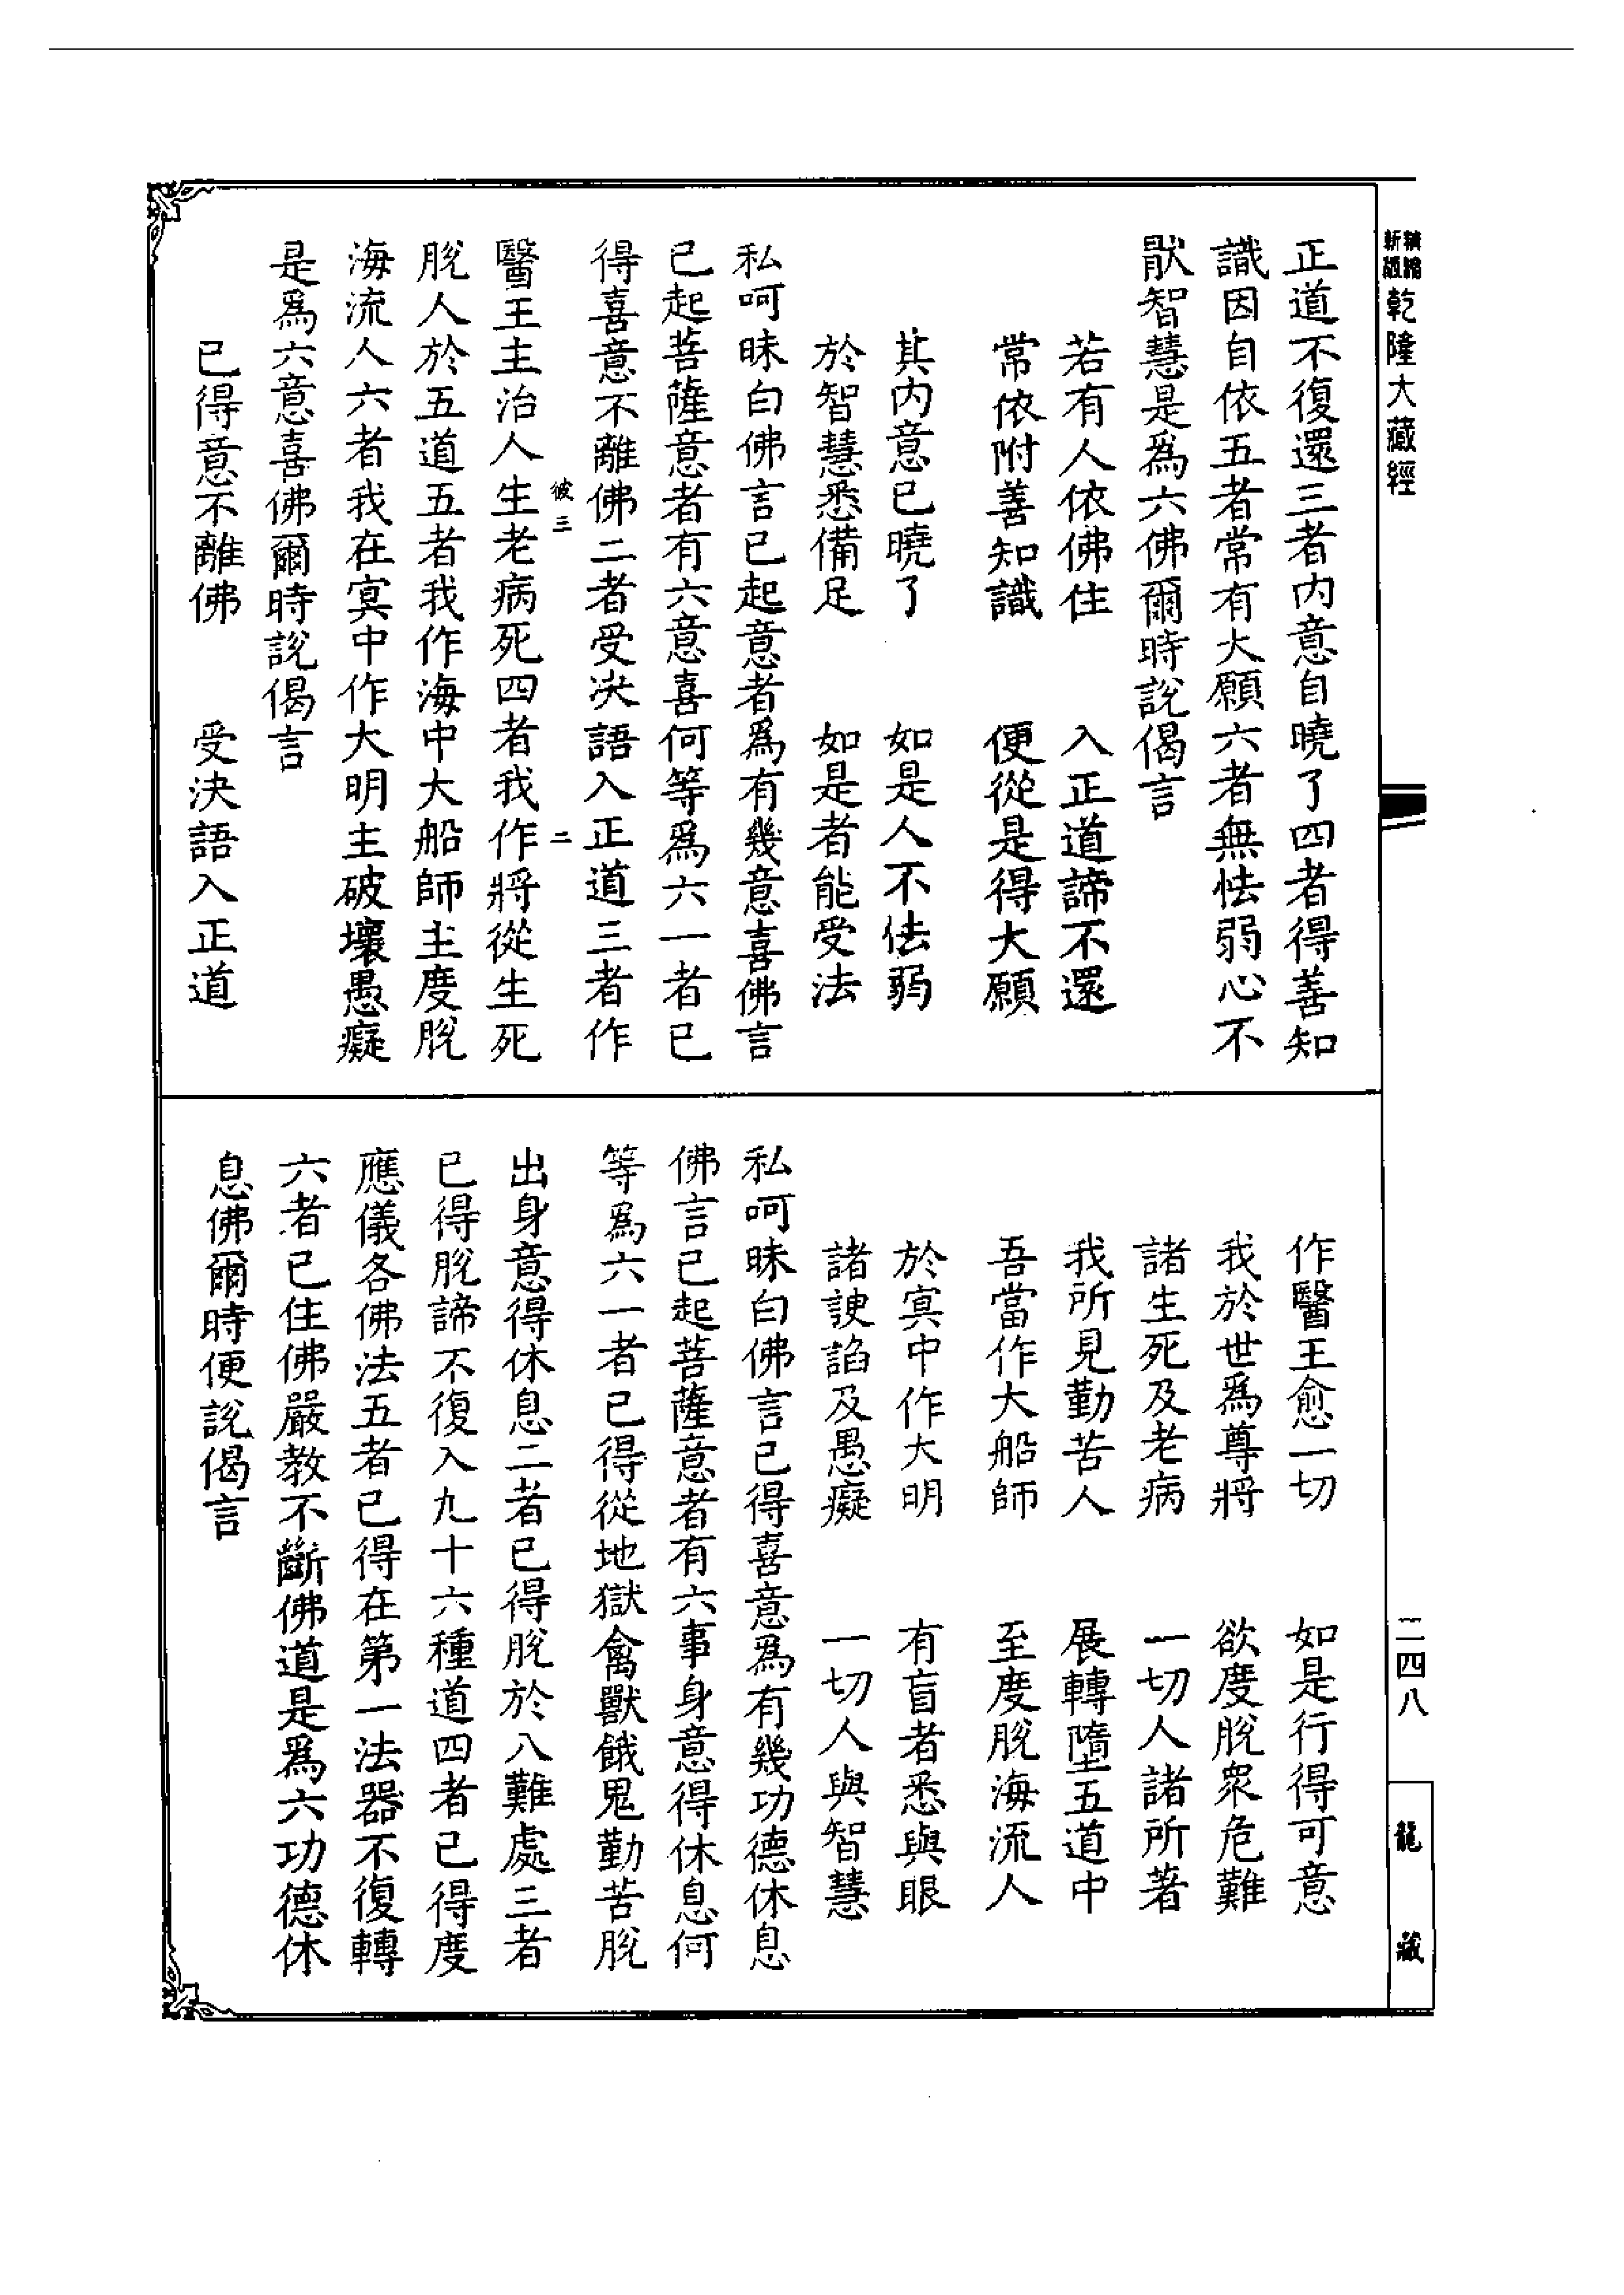 精編
新版
乾隆大藏經
正道不復還三者内意自曉了四者得善知
識因自依五者常有大願六者無怯弱心不
猒智慧是爲六佛爾時說偈言
若有人依佛住　入正道諦不還
常依附善知識　便從是得大願
其内意已曉了　如是人不怯弱
於智慧悉備足　如是者能受法
私呵昧白佛言已起意者爲有幾意喜佛言
已起菩薩意者有六意喜何等爲六一者已
得喜意不離佛二者受决語入正道三者作
彼三　二
醫王主治人生老病死四者我作將從生死
脫人於五道五者我作海中大船師主度脫
海流人六者我在冥中作大明主破壞愚癡
是爲六意喜佛爾時說偈言
已得意不離佛　受決語入正道
作醫王愈一切　如是行得可意
我於世爲尊將　欲度脫衆危難
諸生死及老病　一切人諸所著
我所見勤苦人　展轉墮五道中
吾當作大船師　至度脫海流人
於冥中作大明　有盲者悉與眼
諸諛諂及愚癡　一切人與智慧
私呵昧白佛言已得喜意爲有幾功德休息
佛言已起菩薩意者有六事身意得休息何
等爲六一者已得從地獄禽獸餓鬼勤苦脫
出身意得休息二者已得脫於八難處三者
已得脫諦不復入九十六種道四者已得度
應儀各佛法五者已得在第一法器不復轉
六者已住佛嚴教不斷佛道是爲六功德休
息佛爾時便說偈言
二四八
龍藏